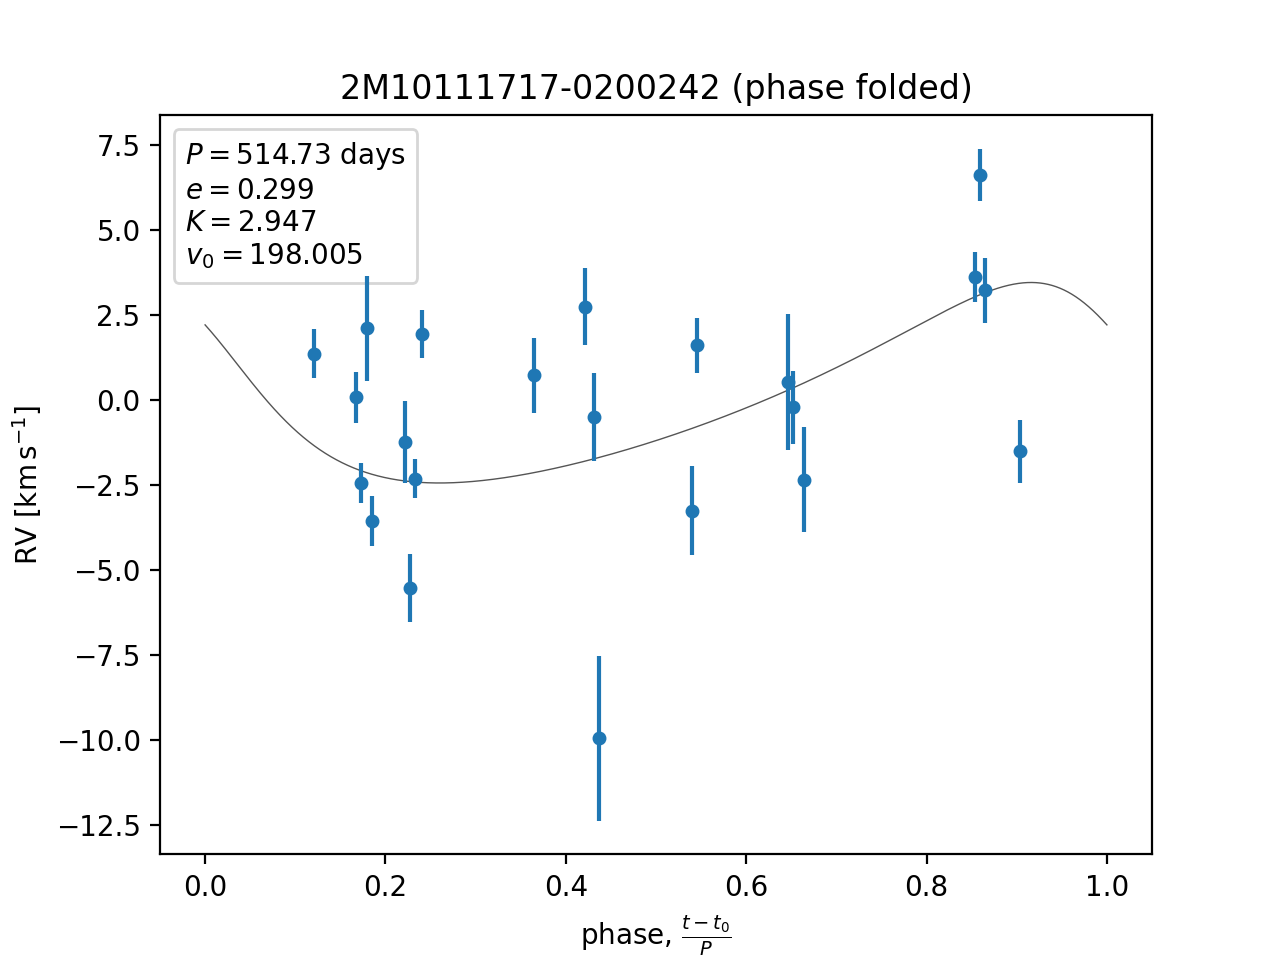 2M10111717-0200242 (phase folded)
P = 514.73 days
e = 0.299
K = 2.947
v₀ = 198.005
7.5
5.0
2.5
0.0
−2.5
−5.0
−7.5
−10.0
−12.5
RV [km s⁻¹]
0.0 0.2 0.4 0.6 0.8 1.0
phase, (t − t₀)/P